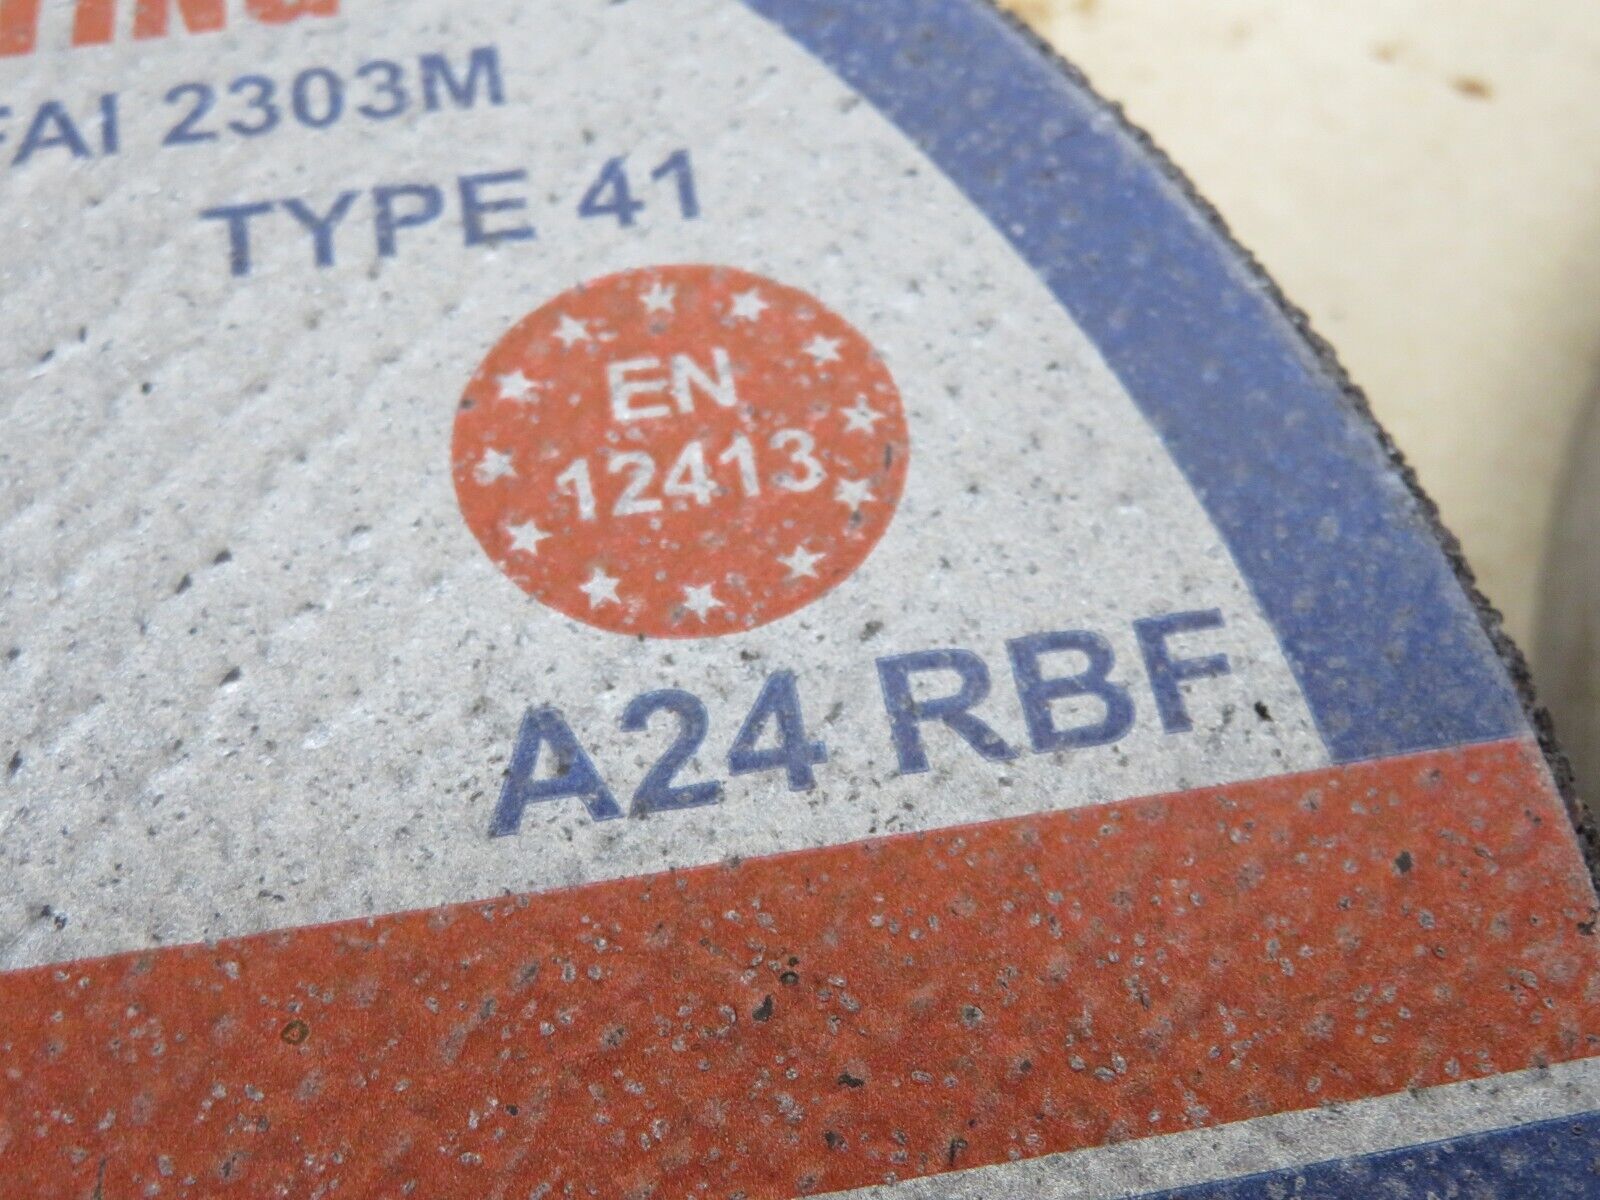 FAI 2303M
TYPE 41
EN
12413
A24 RBF